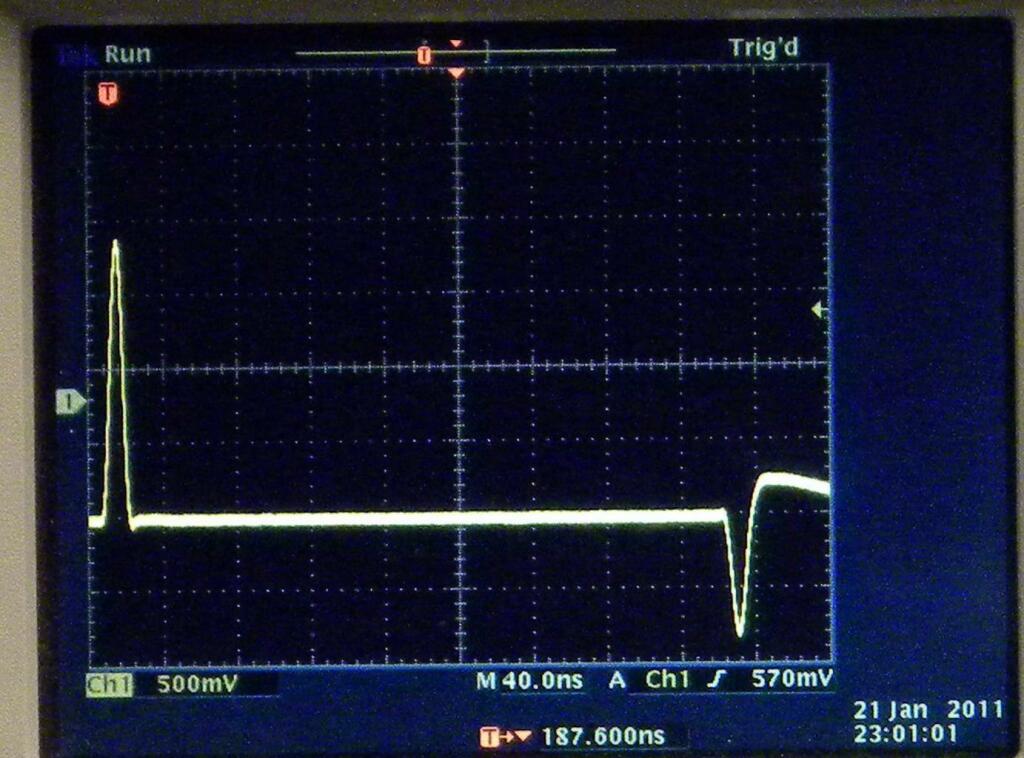 Tek Run Trig'd
T
T
1
Ch1 500mV M 40.0ns A Ch1 570mV
T 187.600ns
21 Jan 2011
23:01:01